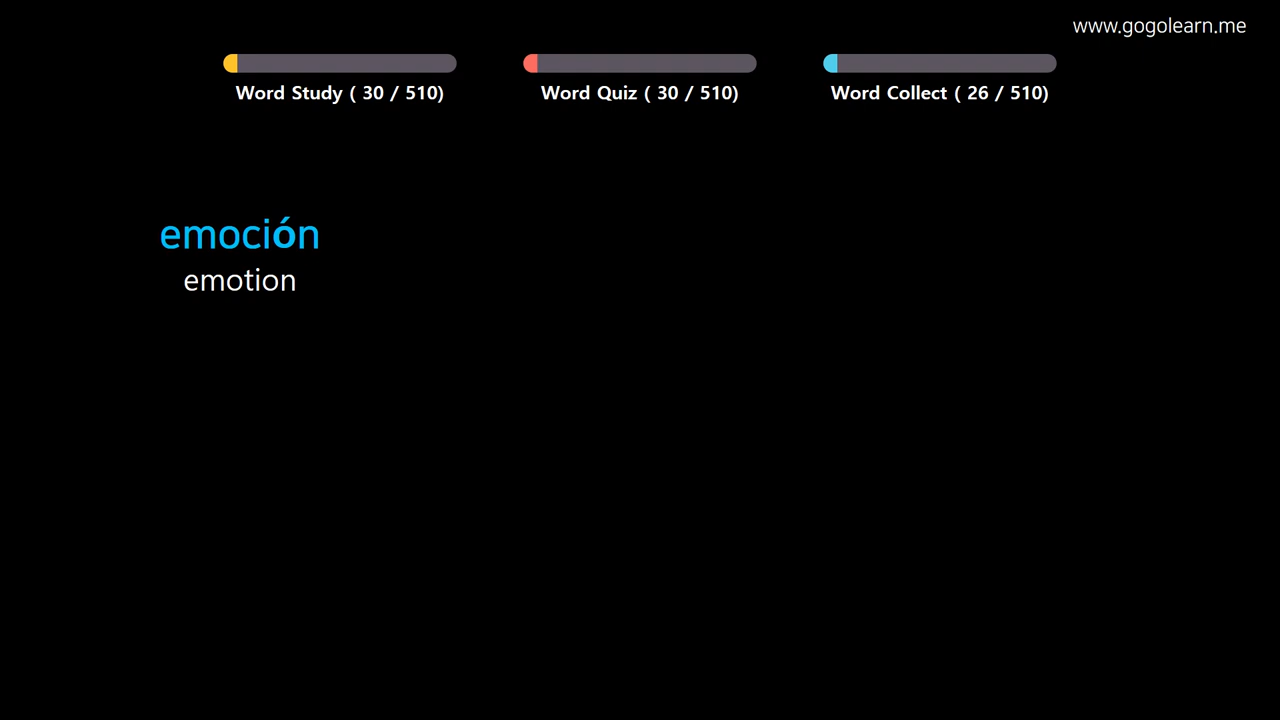 www.gogolearn.me
Word Study ( 30 / 510)
Word Quiz ( 30 / 510)
Word Collect ( 26 / 510)
emoción
emotion